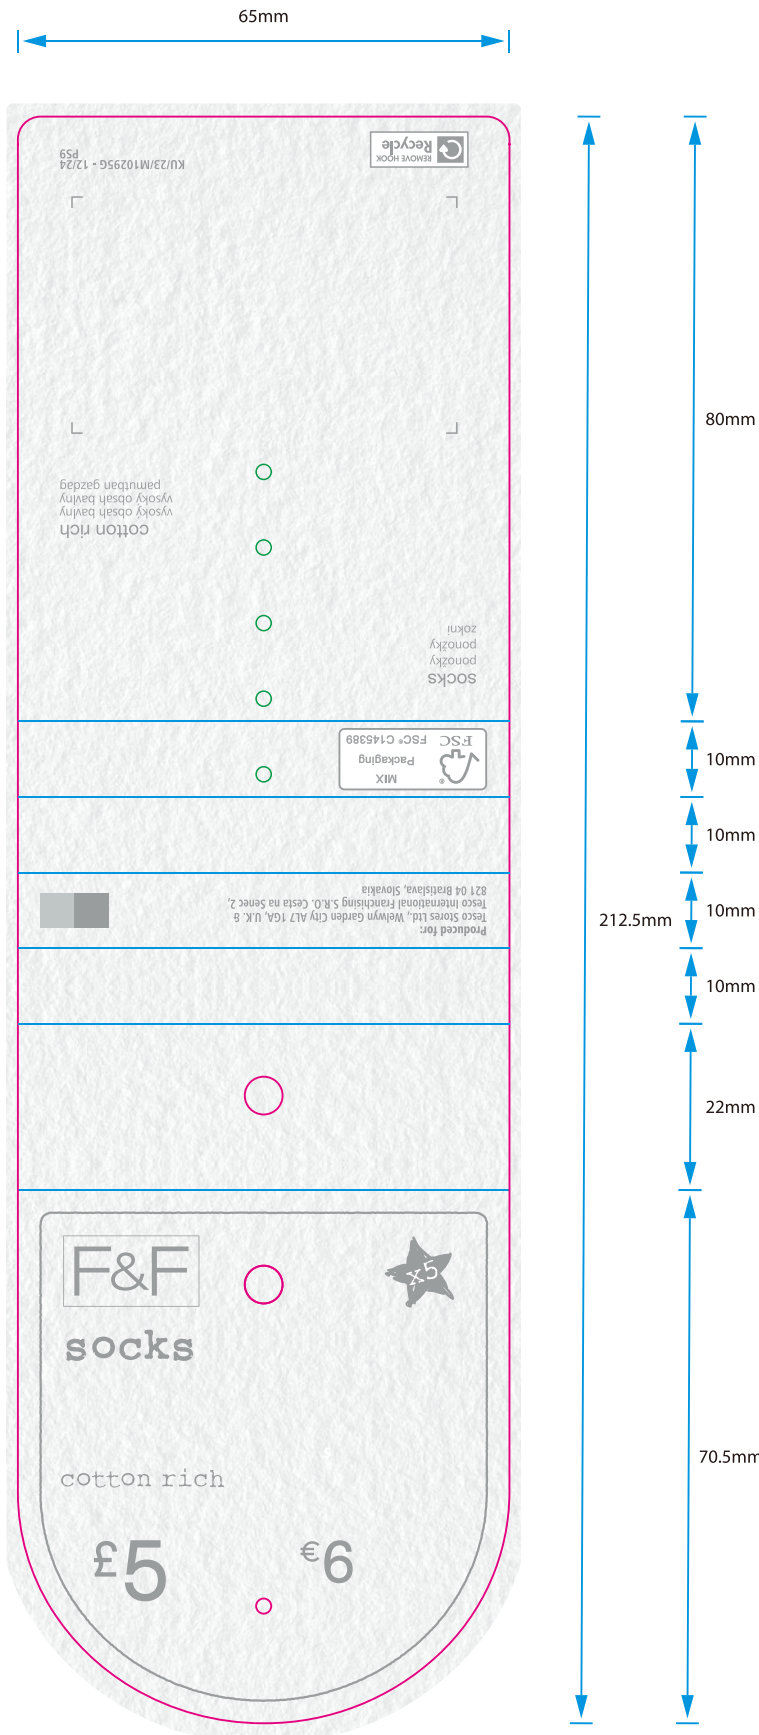 65mm
KU/23/M10295G - 12/24
PS9
REMOVE HOOK
Recycle
80mm
cotton rich
vysoký obsah bavlny
vysoký obsah bavlny
pamutban gazdag
socks
ponožky
ponožky
zokni
MIX
Packaging
FSC® C145389
FSC
®
10mm
10mm
Produced for:
Tesco Stores Ltd., Welwyn Garden City AL7 1GA, U.K. &
Tesco International Franchising S.R.O. Cesta na Senec 2,
821 04 Bratislava, Slovakia
10mm
212.5mm
10mm
22mm
F&F
x5
socks
70.5mm
cotton rich
£5
€6